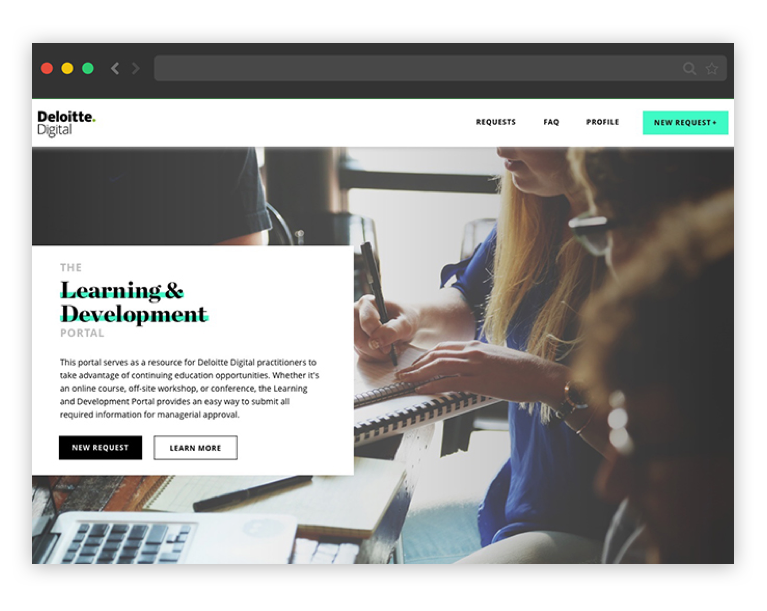 Deloitte.
Digital
REQUESTS FAQ PROFILE NEW REQUEST+
THE
Learning &
Development
PORTAL
This portal serves as a resource for Deloitte Digital practitioners to
take advantage of continuing education opportunities. Whether it's
an online course, off-site workshop, or conference, the Learning
and Development Portal provides an easy way to submit all
required information for managerial approval.
NEW REQUEST LEARN MORE